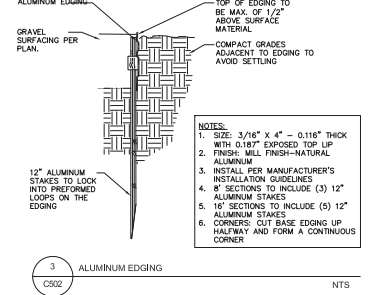 ALUMINUM EDGING
TOP OF EDGING TO
BE MAX. OF 1/2"
ABOVE SURFACE
MATERIAL
GRAVEL
SURFACING PER
PLAN.
COMPACT GRADES
ADJACENT TO EDGING TO
AVOID SETTLING
12" ALUMINUM
STAKES TO LOCK
INTO PREFORMED
LOOPS ON THE
EDGING
NOTES:
1. SIZE: 3/16" X 4" - 0.116" THICK
WITH 0.187" EXPOSED TOP LIP
2. FINISH: MILL FINISH-NATURAL
ALUMINUM
3. INSTALL PER MANUFACTURER'S
INSTALLATION GUIDELINES
4. 8' SECTIONS TO INCLUDE (3) 12"
ALUMINUM STAKES
5. 16' SECTIONS TO INCLUDE (5) 12"
ALUMINUM STAKES
6. CORNERS: CUT BASE EDGING UP
HALFWAY AND FORM A CONTINUOUS
CORNER
3
C502
ALUMINUM EDGING
NTS